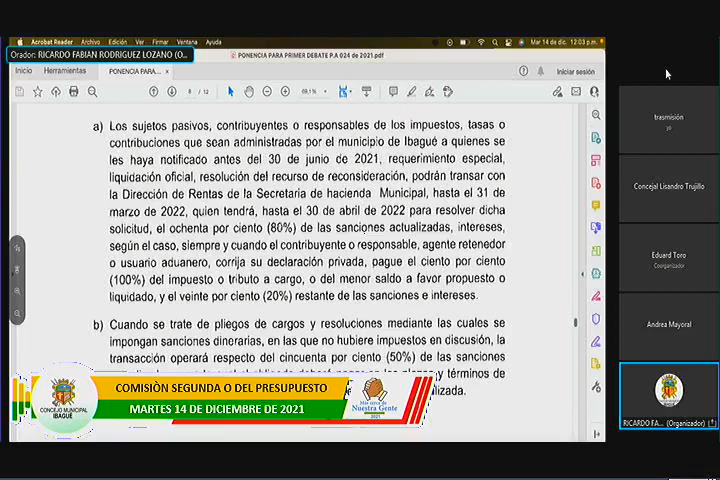 Acrobat Reader Archivo Edición Ver Firmar Ventana Ayuda
Mar 14 de dic. 12:03 p.m.
Orador: RICARDO FABIAN RODRIGUEZ LOZANO (O...
PONENCIA PARA PRIMER DEBATE P.A 024 de 2021.pdf
Inicio Herramientas PONENCIA PARA... ×
Iniciar sesión
8 / 12
69,1%
a) Los sujetos pasivos, contribuyentes o responsables de los impuestos, tasas o
contribuciones que sean administradas por el municipio de Ibagué a quienes se
les haya notificado antes del 30 de junio de 2021, requerimiento especial,
liquidación oficial, resolución del recurso de reconsideración, podrán transar con
la Dirección de Rentas de la Secretaria de hacienda Municipal, hasta el 31 de
marzo de 2022, quien tendrá, hasta el 30 de abril de 2022 para resolver dicha
solicitud, el ochenta por ciento (80%) de las sanciones actualizadas, intereses,
según el caso, siempre y cuando el contribuyente o responsable, agente retenedor
o usuario aduanero, corrija su declaración privada, pague el ciento por ciento
(100%) del impuesto o tributo a cargo, o del menor saldo a favor propuesto o
liquidado, y el veinte por ciento (20%) restante de las sanciones e intereses.
b) Cuando se trate de pliegos de cargos y resoluciones mediante las cuales se
impongan sanciones dinerarias, en las que no hubiere impuestos en discusión, la
transacción operará respecto del cincuenta por ciento (50%) de las sanciones
y términos de
COMISIÒN SEGUNDA O DEL PRESUPUESTO
MARTES 14 DE DICIEMBRE DE 2021
CONCEJO MUNICIPAL
IBAGUÉ
Más cerca de
Nuestra Gente
2021
trasmisión
yo
Concejal Lisandro Trujillo
Eduard Toro
Coorganizador
Andrea Mayoral
RICARDO FA... (Organizador)